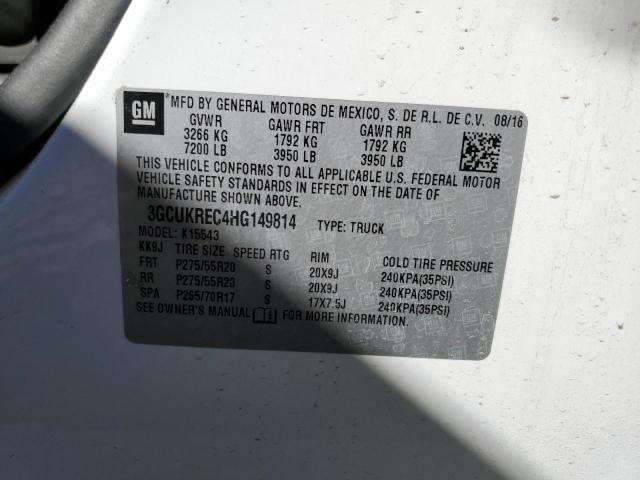 GM *MFD BY GENERAL MOTORS DE MEXICO, S. DE R.L. DE C.V. 08/16
GVWR GAWR FRT GAWR RR
3266 KG 1792 KG 1792 KG
7200 LB 3950 LB 3950 LB
THIS VEHICLE CONFORMS TO ALL APPLICABLE U.S. FEDERAL MOTOR
VEHICLE SAFETY STANDARDS IN EFFECT ON THE DATE OF
MANUFACTURE SHOWN ABOVE.
3GCUKREC4HG149814 TYPE: TRUCK
MODEL: K15543
KK9J TIRE SIZE SPEED RTG RIM COLD TIRE PRESSURE
FRT P275/55R20 S 20X9J 240KPA(35PSI)
RR P275/55R20 S 20X9J 240KPA(35PSI)
SPA P265/70R17 S 17X7.5J 240KPA(35PSI)
SEE OWNER'S MANUAL FOR MORE INFORMATION.